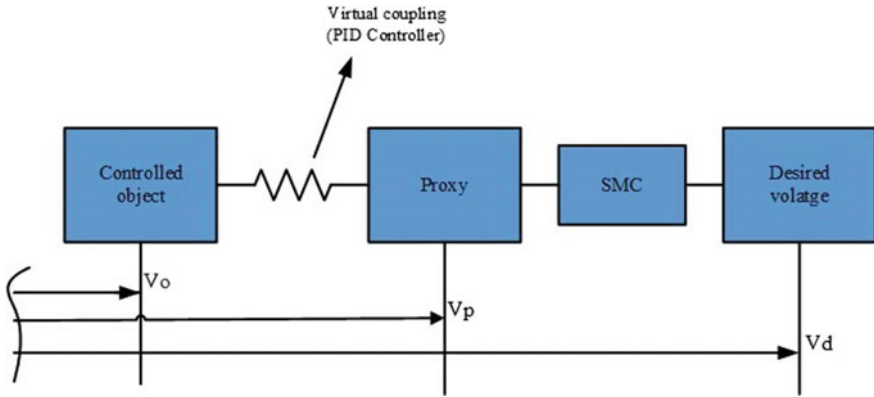 Virtual coupling
(PID Controller)
Controlled
object
Proxy
SMC
Desired
volatge
Vo
Vp
Vd